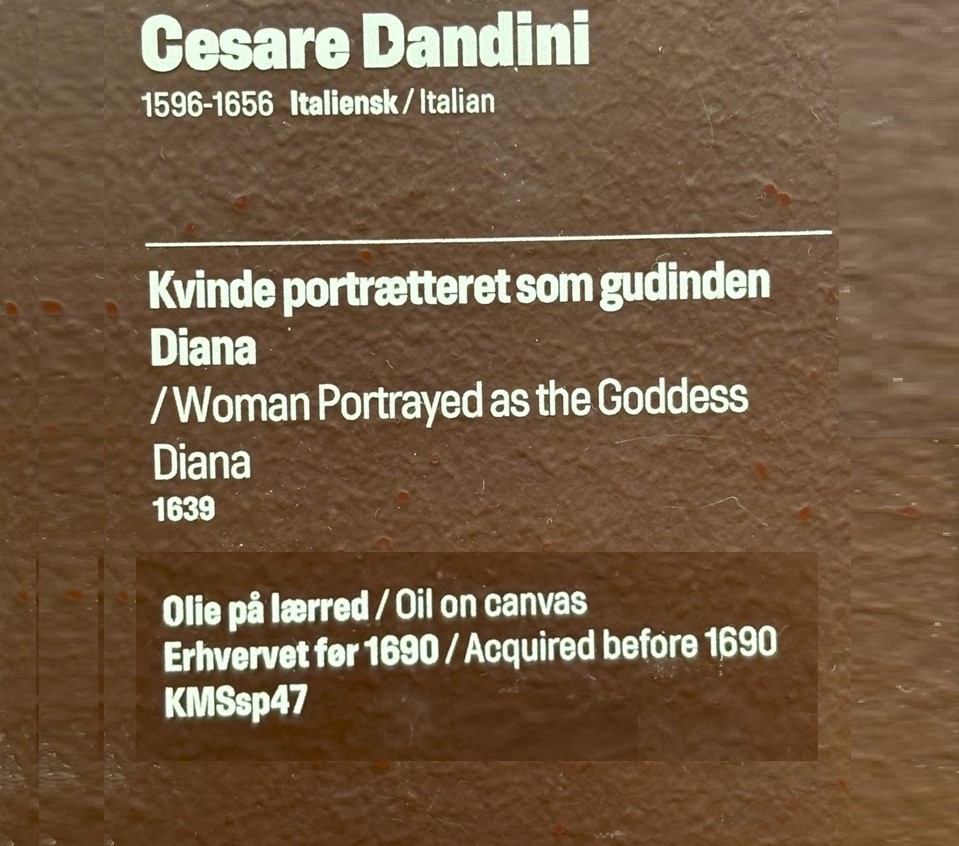 Cesare Dandini
1596-1656 Italiensk / Italian
Kvinde portrætteret som gudinden
Diana
/ Woman Portrayed as the Goddess
Diana
1639
Olie på lærred / Oil on canvas
Erhvervet før 1690 / Acquired before 1690
KMSsp47